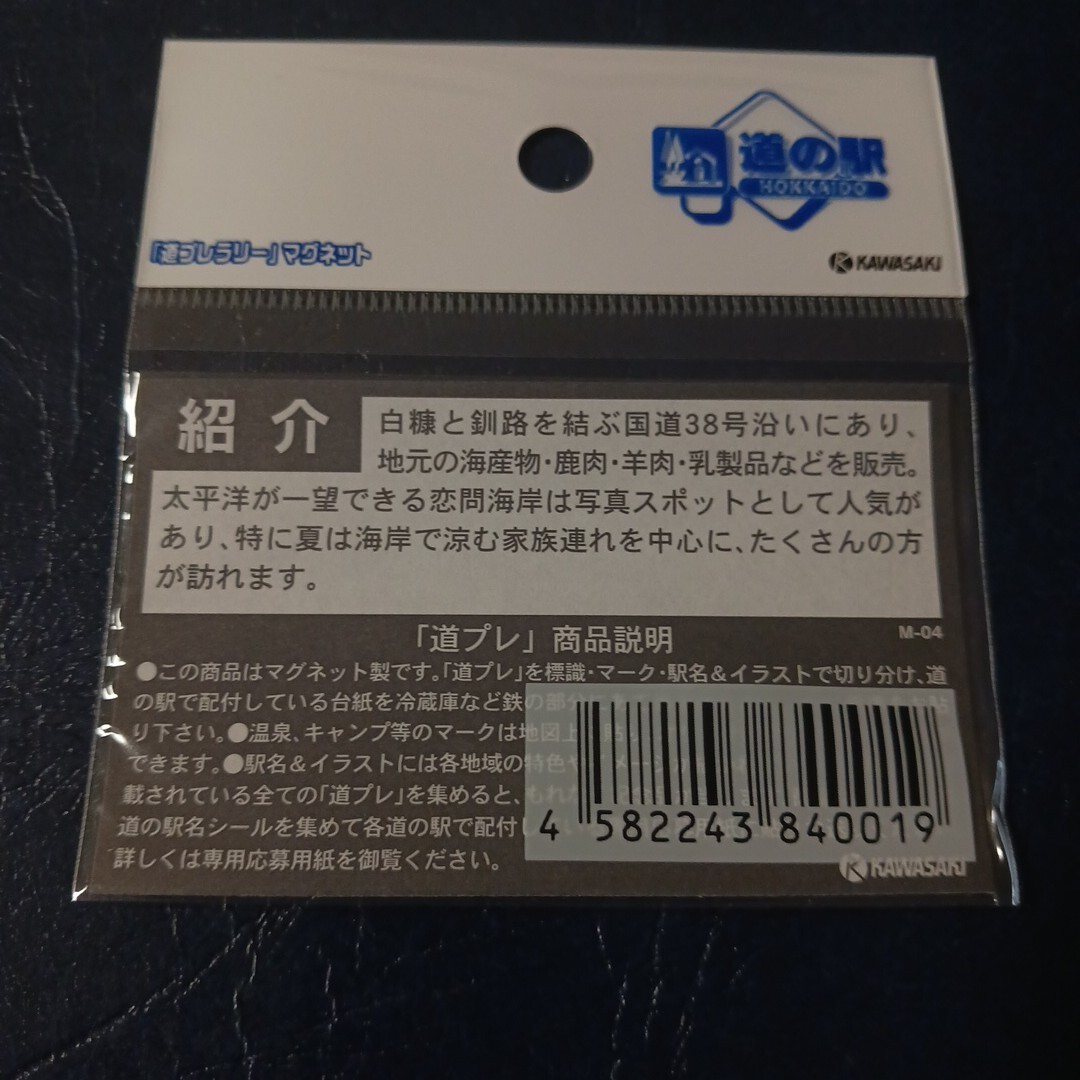 道の駅
HOKKAIDO
「道プレラリー」マグネット
KAWASAKI
紹介
白糠と釧路を結ぶ国道38号沿いにあり、
地元の海産物・鹿肉・羊肉・乳製品などを販売。
太平洋が一望できる恋問海岸は写真スポットとして人気が
あり、特に夏は海岸で涼む家族連れを中心に、たくさんの方
が訪れます。
「道プレ」商品説明
M-04
●この商品はマグネット製です。「道プレ」を標識・マーク・駅名&イラストで切り分け、道
の駅で配付している台紙を冷蔵庫など鉄の部分に
り下さい。●温泉、キャンプ等のマークは地図上
できます。●駅名&イラストには各地域の特色や
載されている全ての「道プレ」を集めると、もれ
道の駅名シールを集めて各道の駅で配付し
詳しくは専用応募用紙を御覧ください。
4 582243 840019
KAWASAKI